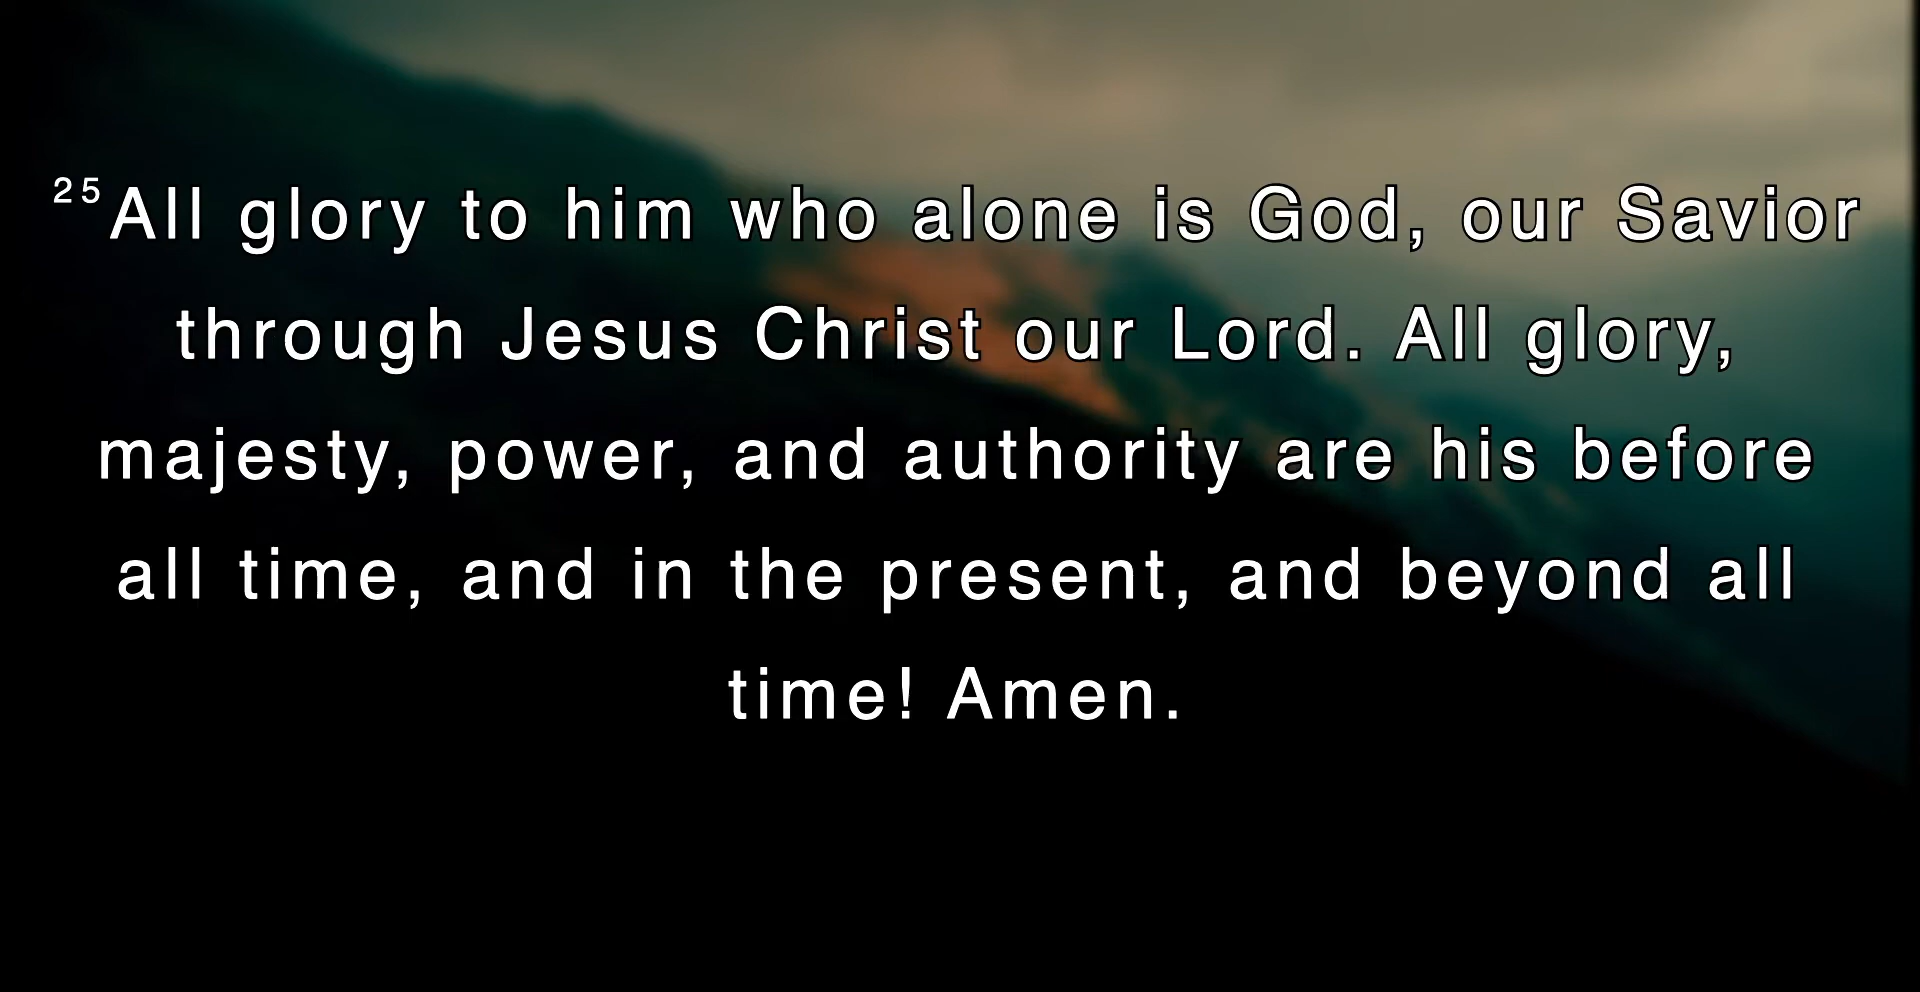 ²⁵All glory to him who alone is God, our Savior
through Jesus Christ our Lord. All glory,
majesty, power, and authority are his before
all time, and in the present, and beyond all
time! Amen.